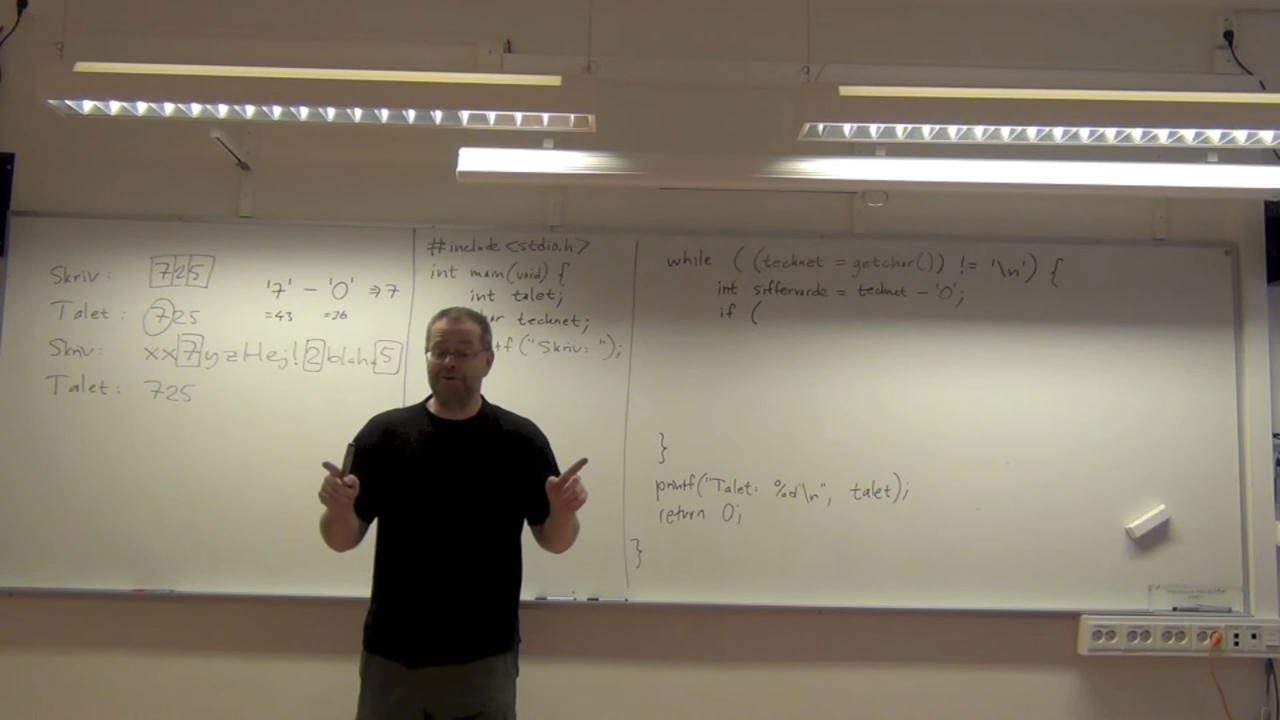 Skriv: 725
'7' - '0' ⇒ 7
Talet: 725
=43 =36
Skriv: xx7yzHej!2blah5
Talet: 725
#include <stdio.h>
int main(void) {
int talet;
tecknet;
("Skriv: ");
while ((tecknet = getchar()) != '\n') {
int siffervarde = tecknet - '0';
if (
}
printf("Talet: %d\n", talet);
return 0;
}